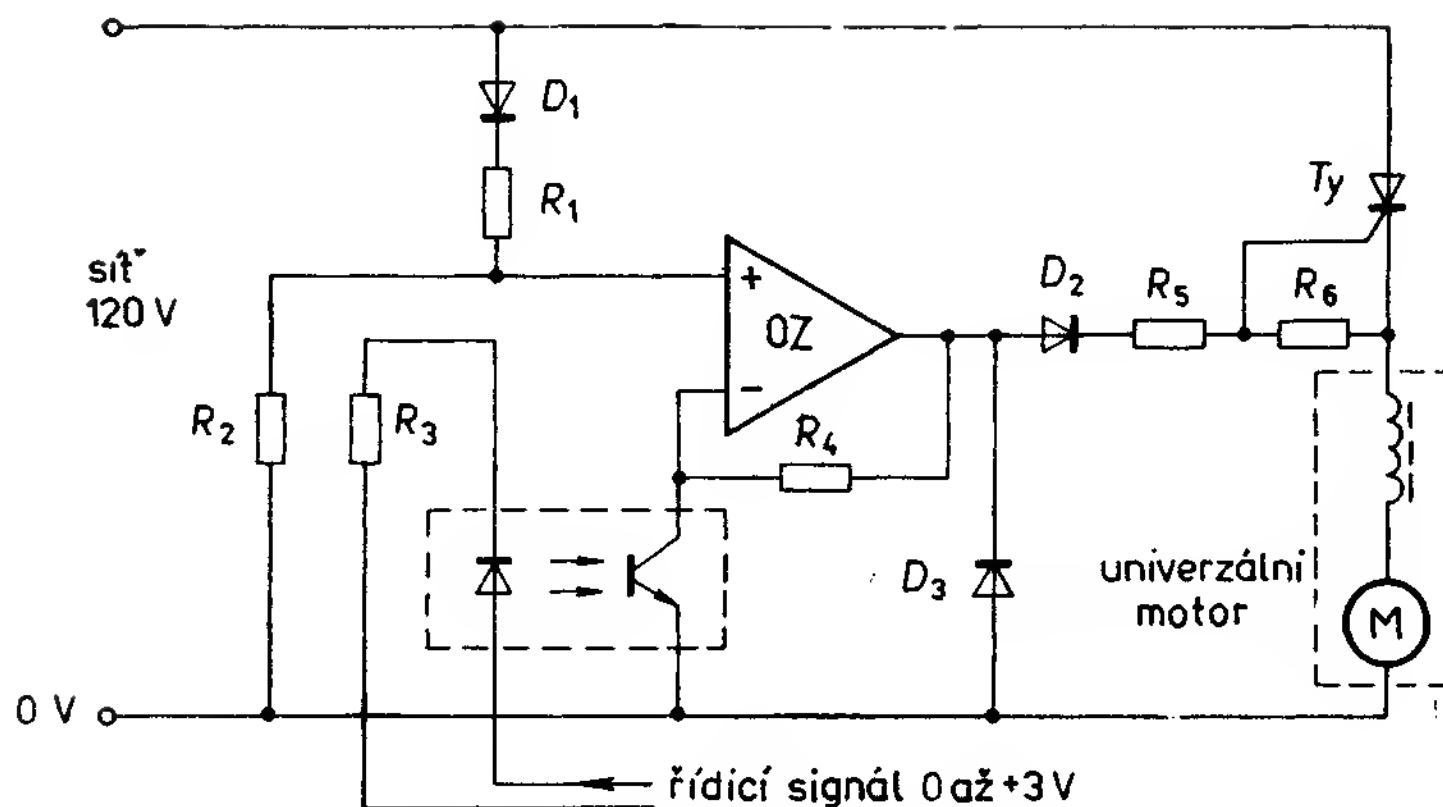 D₁
R₁
Ty
síť
120 V
+
OZ
−
D₂
R₅
R₆
R₂
R₃
R₄
D₃
univerzálni
motor
M
0 V
řídicí signál 0 až +3 V